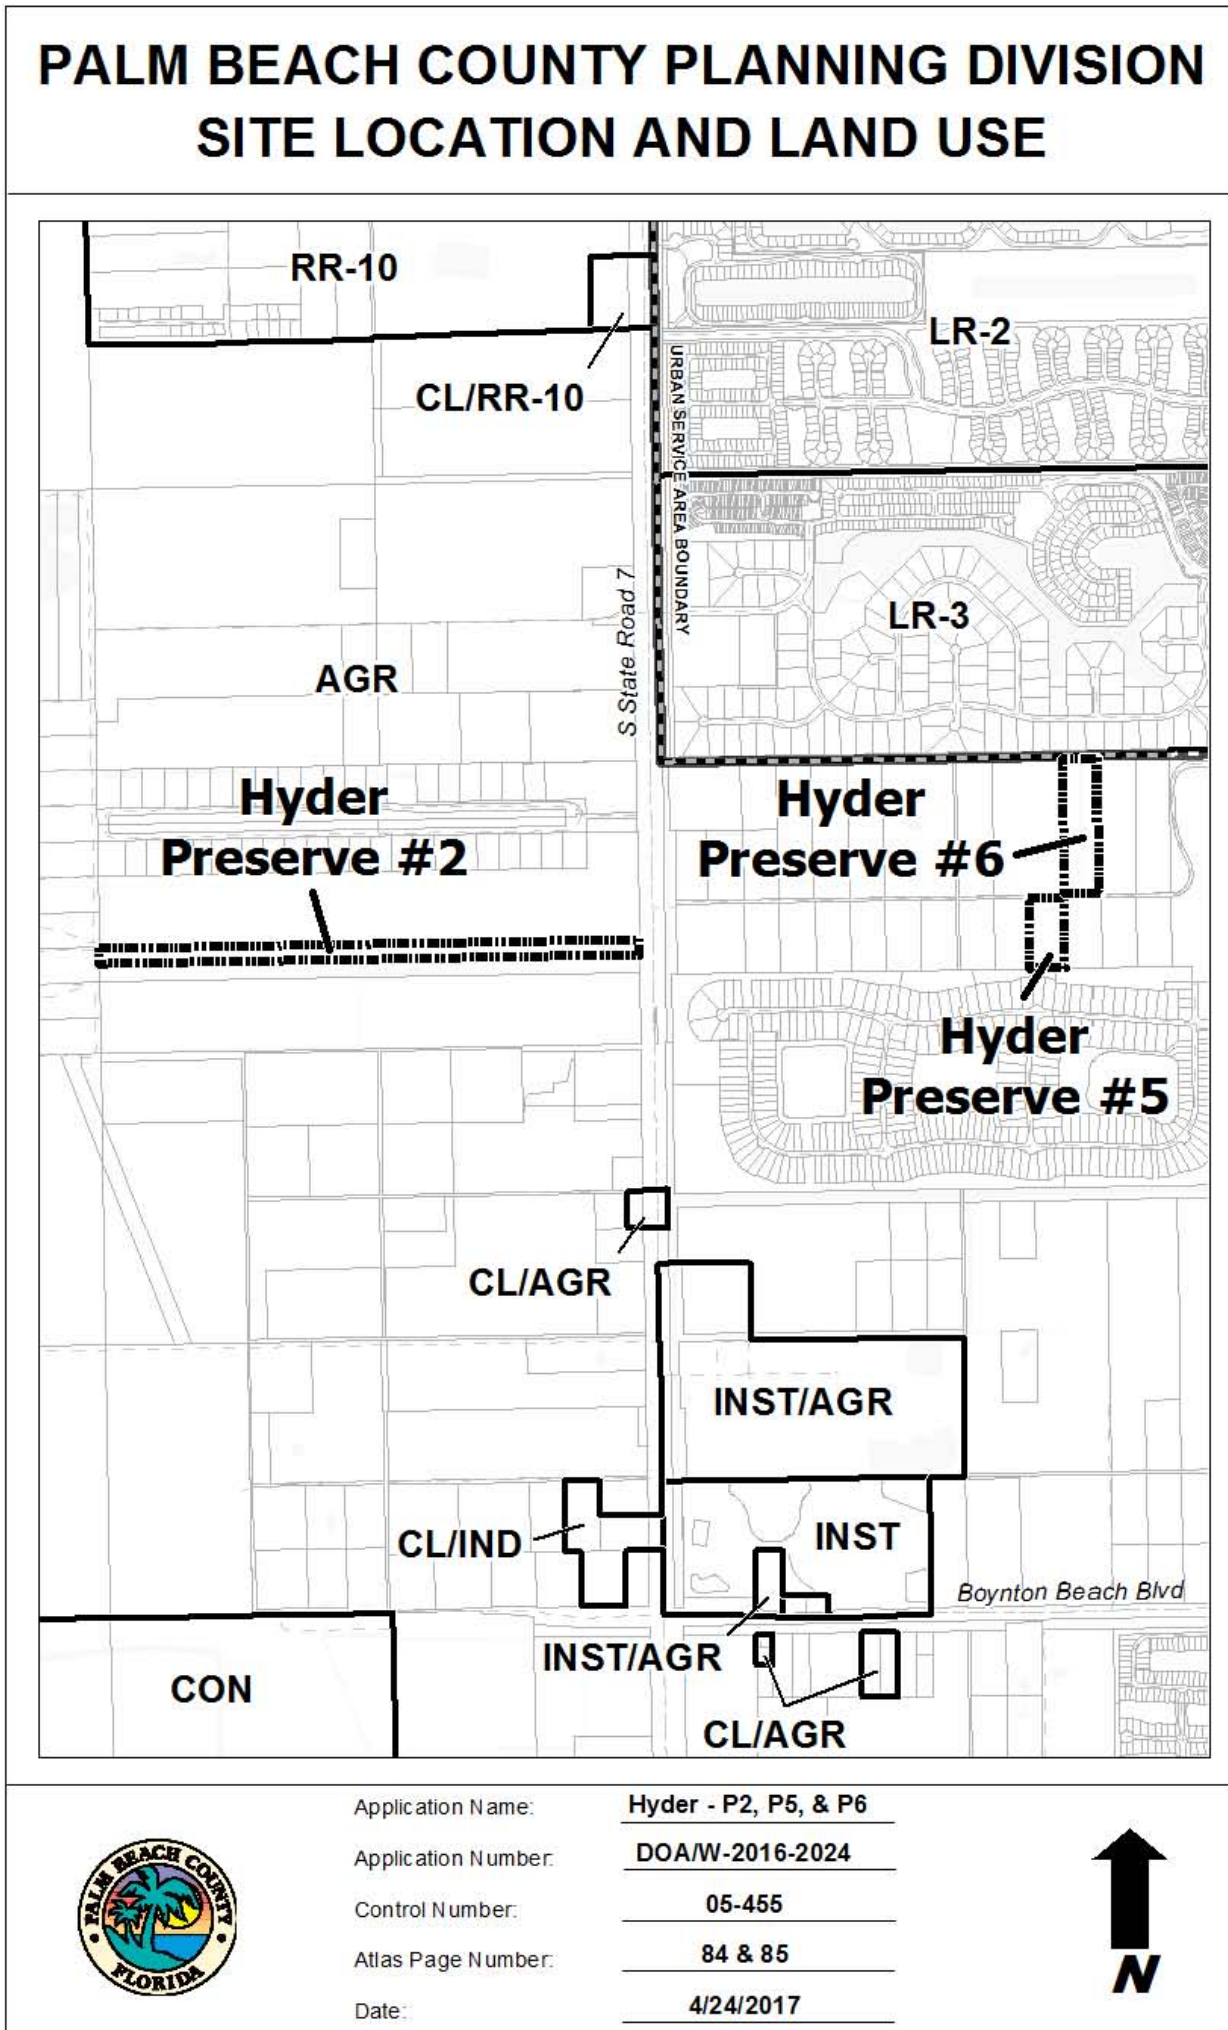 PALM BEACH COUNTY PLANNING DIVISION
SITE LOCATION AND LAND USE
RR-10
LR-2
CL/RR-10
URBAN SERVICE AREA BOUNDARY
S State Road 7
LR-3
AGR
Hyder
Preserve #2
Hyder
Preserve #6
Hyder
Preserve #5
CL/AGR
INST/AGR
CL/IND
INST
Boynton Beach Blvd
INST/AGR
CON
CL/AGR
PALM BEACH COUNTY
FLORIDA
Application Name: Hyder - P2, P5, & P6
Application Number: DOA/W-2016-2024
Control Number: 05-455
Atlas Page Number: 84 & 85
Date: 4/24/2017
N